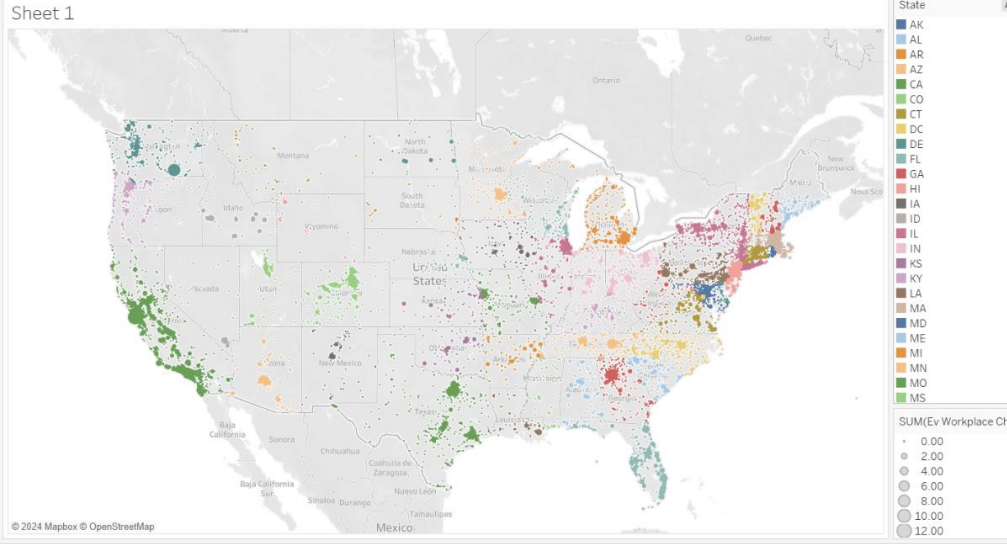 Sheet 1
State
AK
AL
AR
AZ
CA
CO
CT
DC
DE
FL
GA
HI
IA
ID
IL
IN
KS
KY
LA
MA
MD
ME
MI
MN
MO
MS
SUM(Ev Workplace Ch
0.00
2.00
4.00
6.00
8.00
10.00
12.00
Alberta
Quebec
Ontario
New
Brunswick
Nova Sco
Montana
North
Dakota
South
Dakota
Idaho
Wyoming
Nebraska
Nevada
Utah
States
New Mexico
Texas
Louisiana
Georgia
Mississippi
Baja
California
Sonora
Chihuahua
Coahuila de
Zaragoza
Baja California
Sur
Sinaloa
Durango
Nuevo León
Tamaulipas
Mexico
© 2024 Mapbox © OpenStreetMap